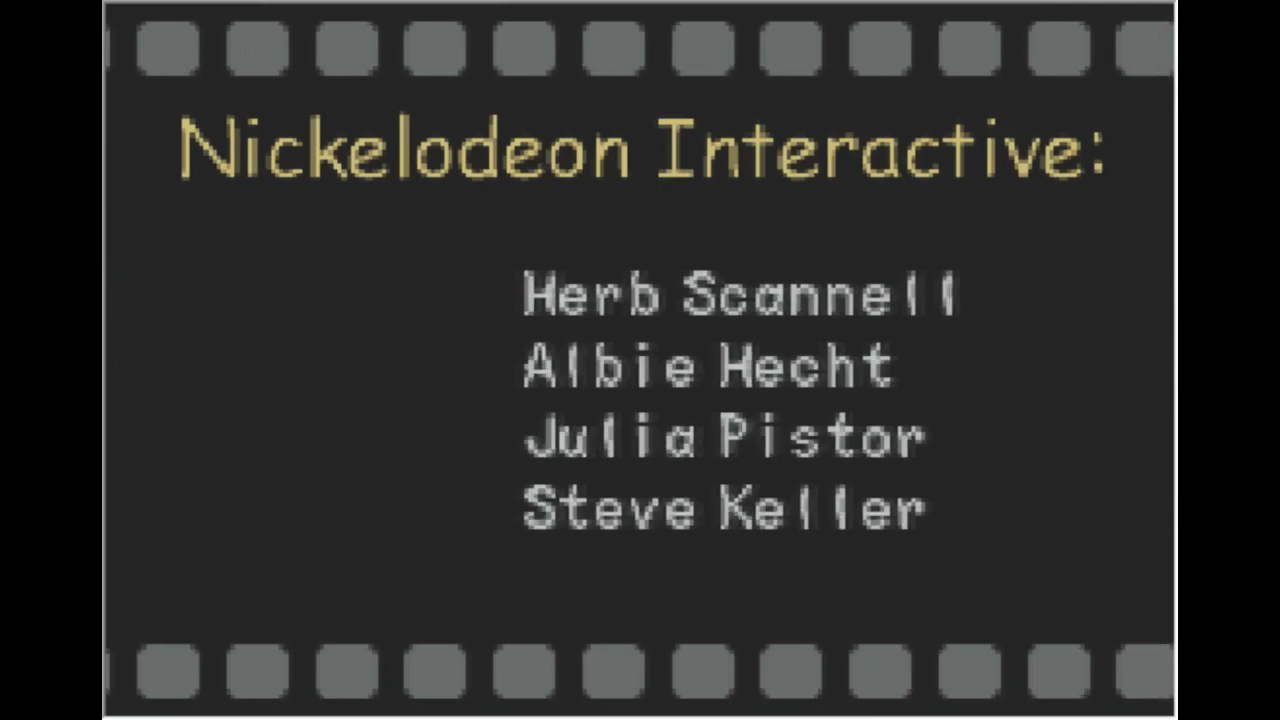 Nickelodeon Interactive:
Herb Scannell
Albie Hecht
Julia Pistor
Steve Keller